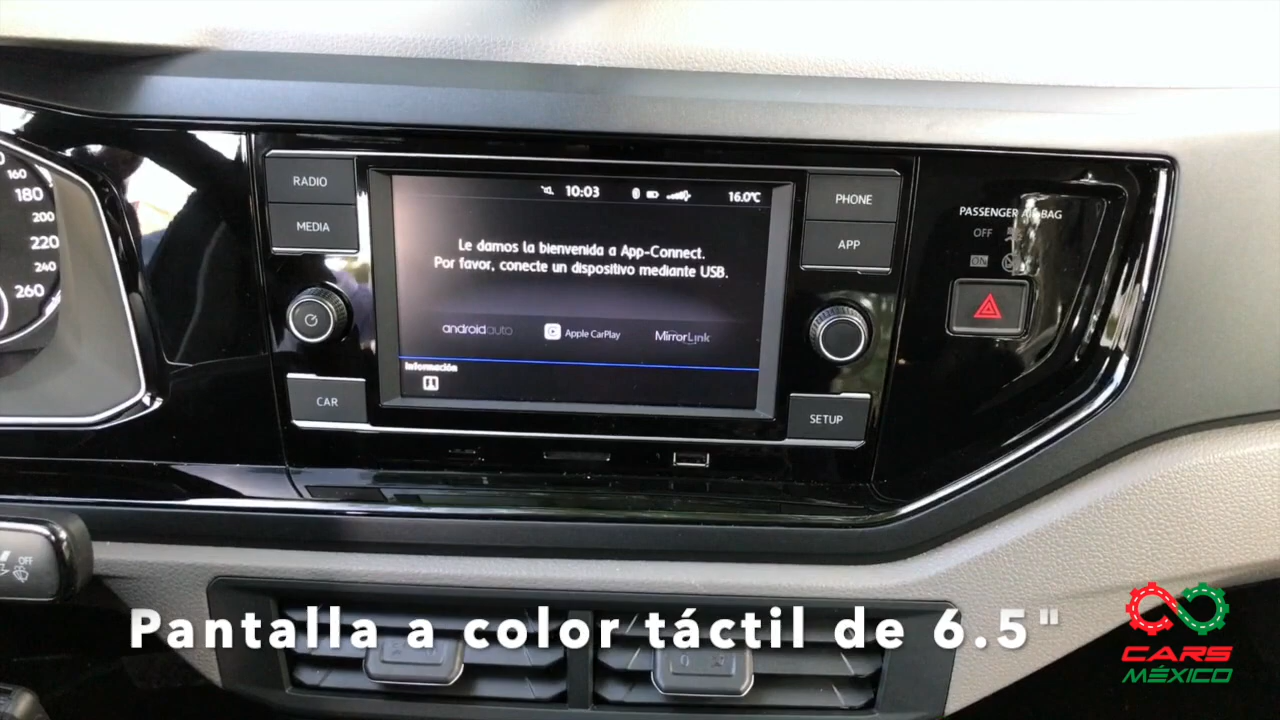 160
180
200
220
240
260
RADIO
MEDIA
CAR
10:03
16.0°C
Le damos la bienvenida a App-Connect.
Por favor, conecte un dispositivo mediante USB.
androidauto
Apple CarPlay
MirrorLink
Información
PHONE
APP
SETUP
PASSENGER AIRBAG
OFF
ON
OFF
Pantalla a color táctil de 6.5"
CARS
MÉXICO